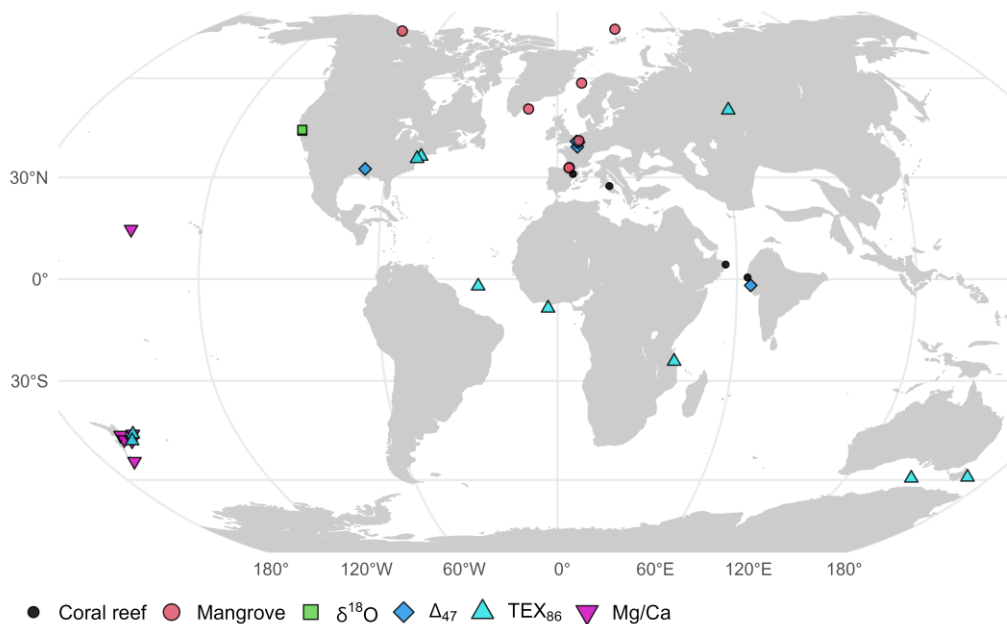 30°N
0°
30°S
180° 120°W 60°W 0° 60°E 120°E 180°
Coral reef Mangrove δ¹⁸O Δ₄₇ TEX₈₆ Mg/Ca